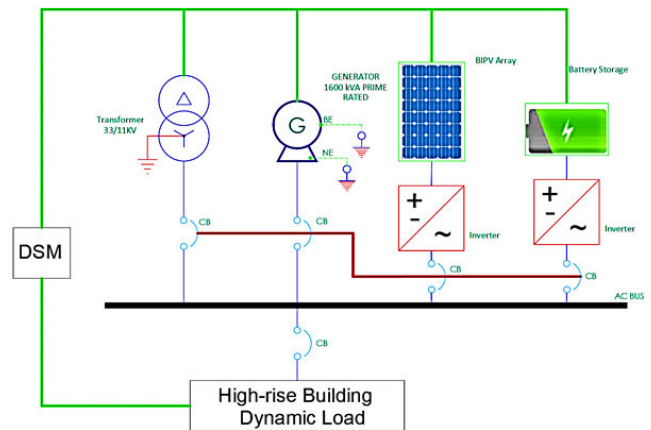 GENERATOR
1600 kVA PRIME
RATED
BIPV Array
Battery Storage
Transformer
33/11KV
G
BE
NE
CB
CB
Inverter
Inverter
CB
CB
DSM
AC BUS
CB
High-rise Building
Dynamic Load